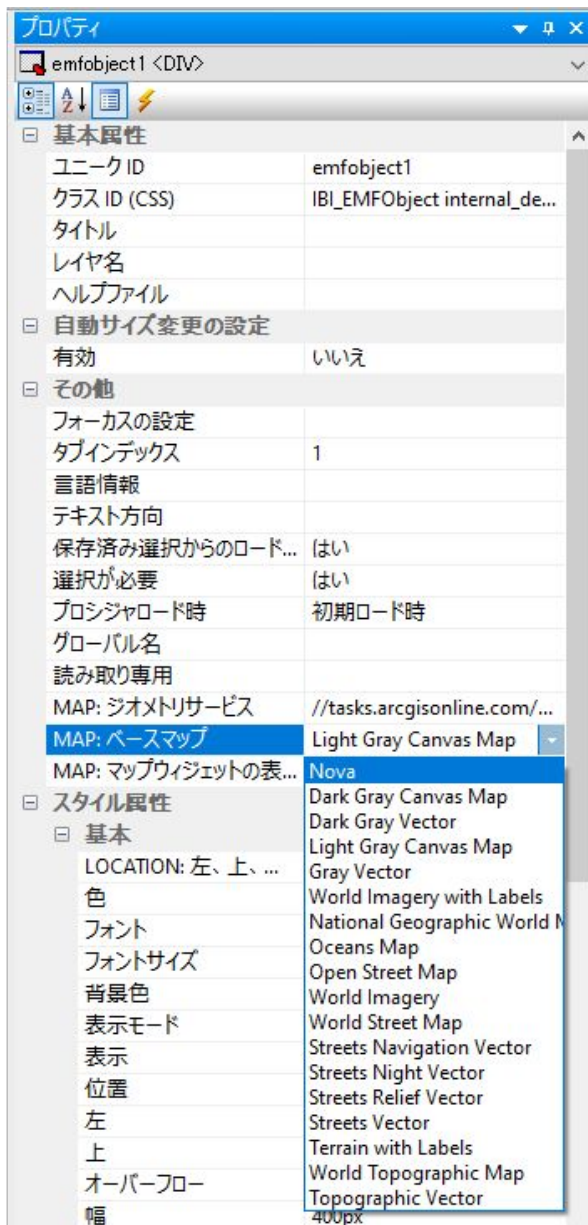 プロパティ
emfobject1 <DIV>
基本属性
ユニーク ID emfobject1
クラス ID (CSS) IBI_EMFObject internal_de...
タイトル
レイヤ名
ヘルプファイル
自動サイズ変更の設定
有効 いいえ
その他
フォーカスの設定
タブインデックス 1
言語情報
テキスト方向
保存済み選択からのロード... はい
選択が必要 はい
プロシジャロード時 初期ロード時
グローバル名
読み取り専用
MAP: ジオメトリサービス //tasks.arcgisonline.com/...
MAP: ベースマップ Light Gray Canvas Map
MAP: マップウィジェットの表... Nova
スタイル属性 Dark Gray Canvas Map
Dark Gray Vector
基本 Light Gray Canvas Map
LOCATION: 左、上、... Gray Vector
色 World Imagery with Labels
フォント National Geographic World
フォントサイズ Oceans Map
Open Street Map
背景色 World Imagery
表示モード World Street Map
表示 Streets Navigation Vector
位置 Streets Night Vector
Streets Relief Vector
左 Streets Vector
上 Terrain with Labels
オーバーフロー World Topographic Map
Topographic Vector
幅 400px